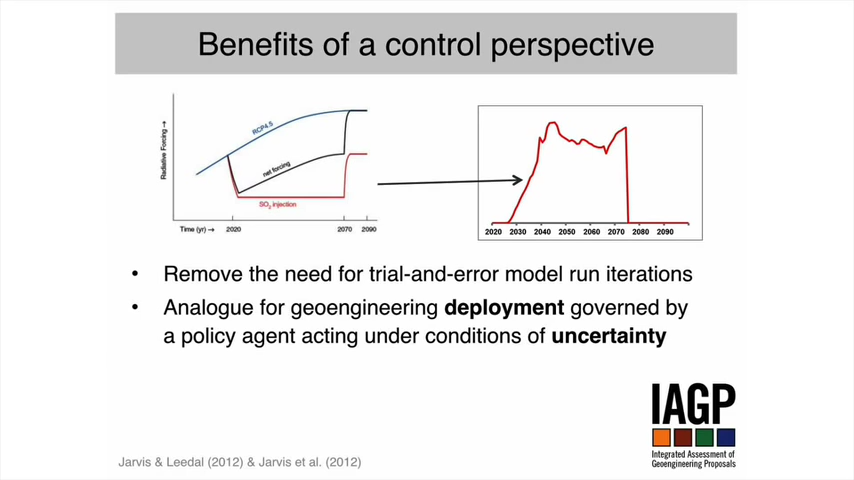 Benefits of a control perspective
Radiative Forcing→
RCP4.5
net forcing
SO2 injection
Time (yr) → 2020 2070 2090
2020 2030 2040 2050 2060 2070 2080 2090
• Remove the need for trial-and-error model run iterations
• Analogue for geoengineering deployment governed by
a policy agent acting under conditions of uncertainty
IAGP
Integrated Assessment of
Geoengineering Proposals
Jarvis & Leedal (2012) & Jarvis et al. (2012)